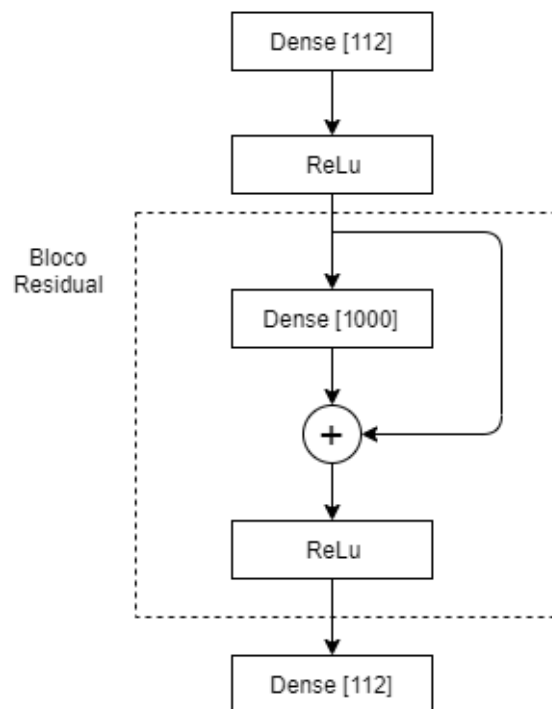 Dense [112]
ReLu
Bloco
Residual
Dense [1000]
+
ReLu
Dense [112]